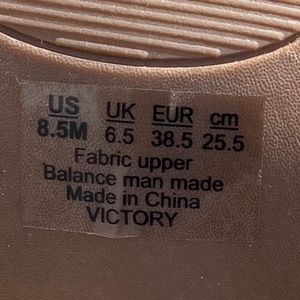 US UK EUR cm
8.5M 6.5 38.5 25.5
Fabric upper
Balance man made
Made in China
VICTORY